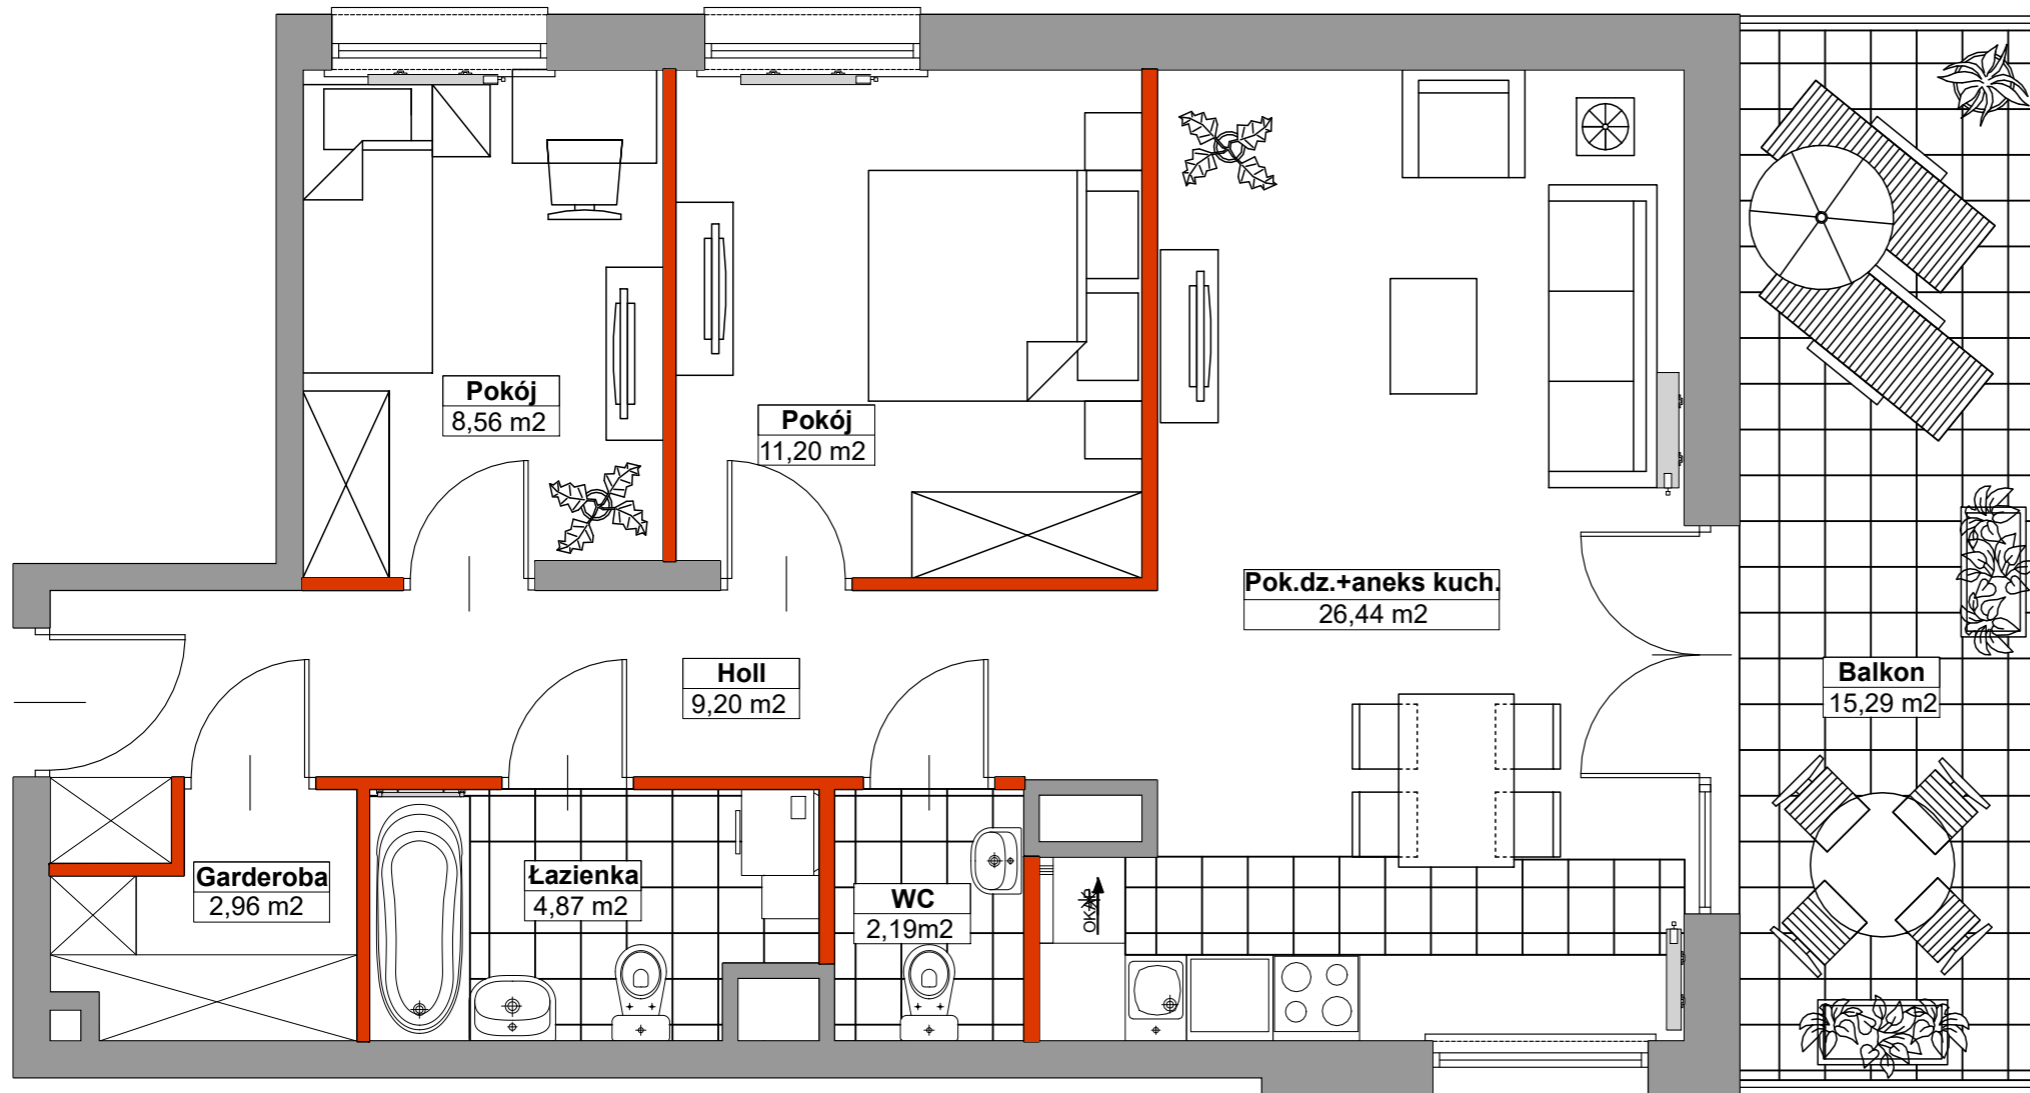 Pokój
8,56 m2
Pokój
11,20 m2
Pok.dz.+aneks kuch.
26,44 m2
Holl
9,20 m2
Balkon
15,29 m2
Garderoba
2,96 m2
Łazienka
4,87 m2
WC
2,19m2